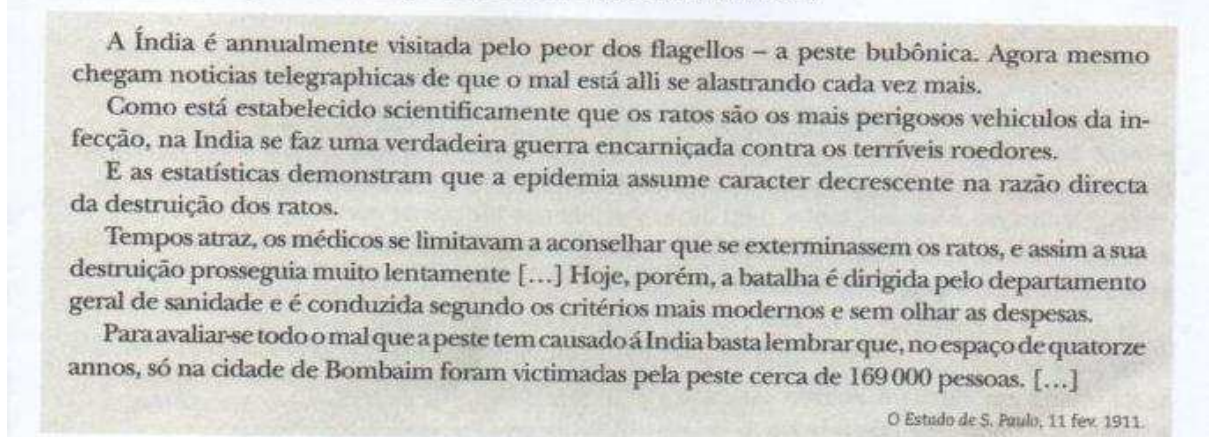 A Índia é annualmente visitada pelo peor dos flagellos – a peste bubônica. Agora mesmo
chegam noticias telegraphicas de que o mal está alli se alastrando cada vez mais.
Como está estabelecido scientificamente que os ratos são os mais perigosos vehiculos da in-
fecção, na India se faz uma verdadeira guerra encarniçada contra os terríveis roedores.
E as estatísticas demonstram que a epidemia assume caracter decrescente na razão directa
da destruição dos ratos.
Tempos atraz, os médicos se limitavam a aconselhar que se exterminassem os ratos, e assim a sua
destruição prosseguia muito lentamente [...] Hoje, porém, a batalha é dirigida pelo departamento
geral de sanidade e é conduzida segundo os critérios mais modernos e sem olhar as despesas.
Para avaliar-se todo o mal que a peste tem causado á India basta lembrar que, no espaço de quatorze
annos, só na cidade de Bombaim foram victimadas pela peste cerca de 169 000 pessoas. [...]
O Estado de S. Paulo, 11 fev. 1911.